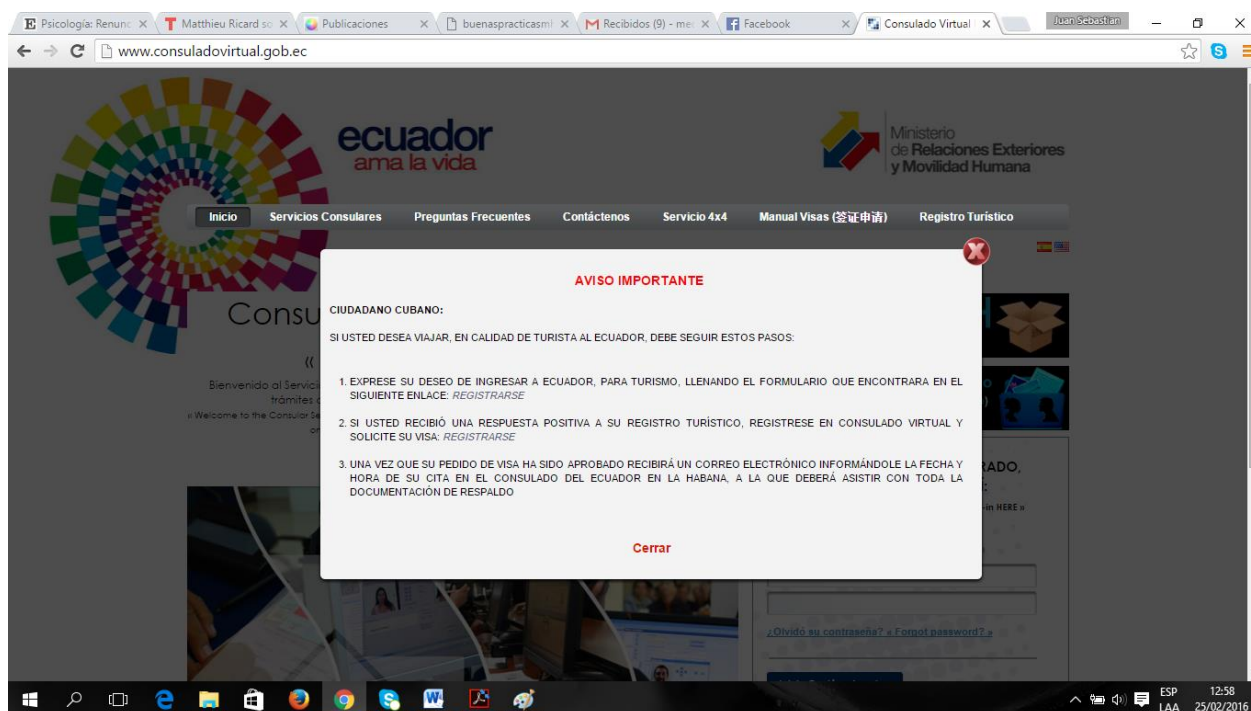 Psicología: Renunc
Matthieu Ricard so
Publicaciones
buenaspracticasmi
Recibidos (9) - me
Facebook
Consulado Virtual
Juan Sebastian
www.consuladovirtual.gob.ec
ecuador
ama la vida
Ministerio
de Relaciones Exteriores
y Movilidad Humana
Inicio Servicios Consulares Preguntas Frecuentes Contáctenos Servicio 4x4 Manual Visas (签证申请) Registro Turístico
AVISO IMPORTANTE
CIUDADANO CUBANO:
SI USTED DESEA VIAJAR, EN CALIDAD DE TURISTA AL ECUADOR, DEBE SEGUIR ESTOS PASOS:
1. EXPRESE SU DESEO DE INGRESAR A ECUADOR, PARA TURISMO, LLENANDO EL FORMULARIO QUE ENCONTRARA EN EL
SIGUIENTE ENLACE: REGISTRARSE
2. SI USTED RECIBIÓ UNA RESPUESTA POSITIVA A SU REGISTRO TURÍSTICO, REGISTRESE EN CONSULADO VIRTUAL Y
SOLICITE SU VISA: REGISTRARSE
3. UNA VEZ QUE SU PEDIDO DE VISA HA SIDO APROBADO RECIBIRÁ UN CORREO ELECTRÓNICO INFORMÁNDOLE LA FECHA Y
HORA DE SU CITA EN EL CONSULADO DEL ECUADOR EN LA HABANA, A LA QUE DEBERÁ ASISTIR CON TODA LA
DOCUMENTACIÓN DE RESPALDO
Cerrar
Consu
Bienvenido al Servici
trámites
« Welcome to the Consular Se
RADO,
-in HERE »
¿Olvidó su contraseña? « Forgot password? »
ESP
LAA
12:58
25/02/2016